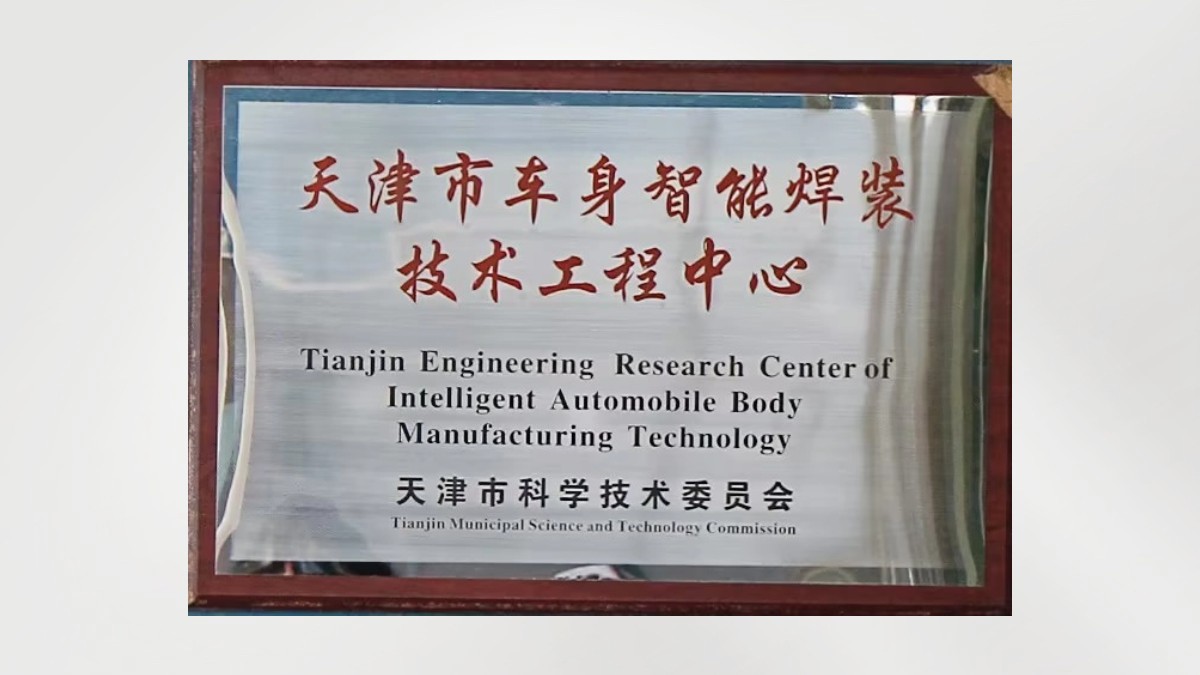 天津市车身智能焊装
技术工程中心
Tianjin Engineering Research Center of
Intelligent Automobile Body
Manufacturing Technology
天津市科学技术委员会
Tianjin Municipal Science and Technology Commission